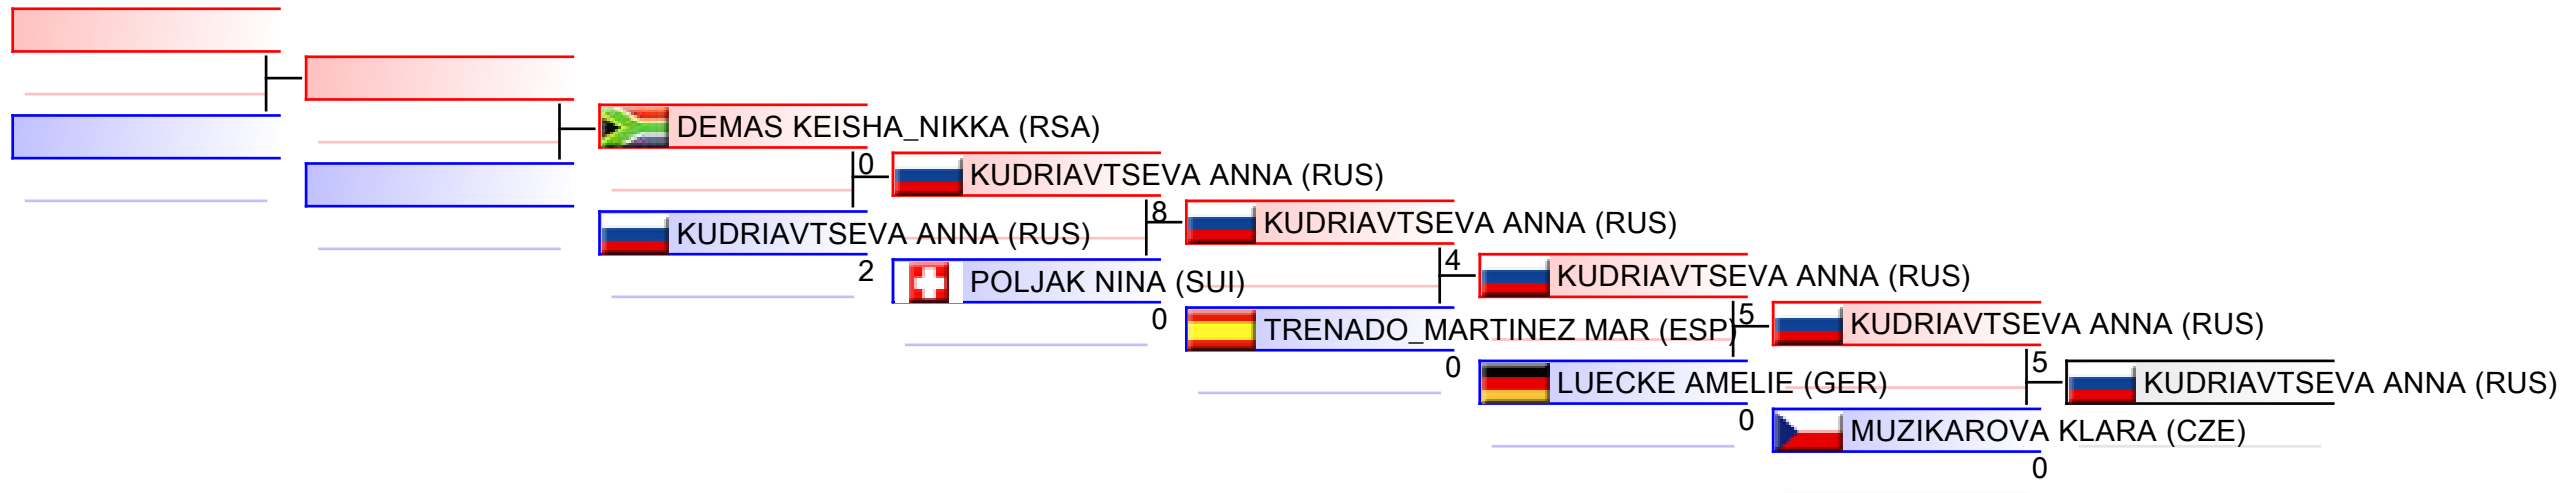 DEMAS KEISHA_NIKKA (RSA)
0
KUDRIAVTSEVA ANNA (RUS)
2
KUDRIAVTSEVA ANNA (RUS)
8
POLJAK NINA (SUI)
0
KUDRIAVTSEVA ANNA (RUS)
4
TRENADO_MARTINEZ MAR (ESP)
0
KUDRIAVTSEVA ANNA (RUS)
5
LUECKE AMELIE (GER)
0
KUDRIAVTSEVA ANNA (RUS)
5
MUZIKAROVA KLARA (CZE)
0
KUDRIAVTSEVA ANNA (RUS)